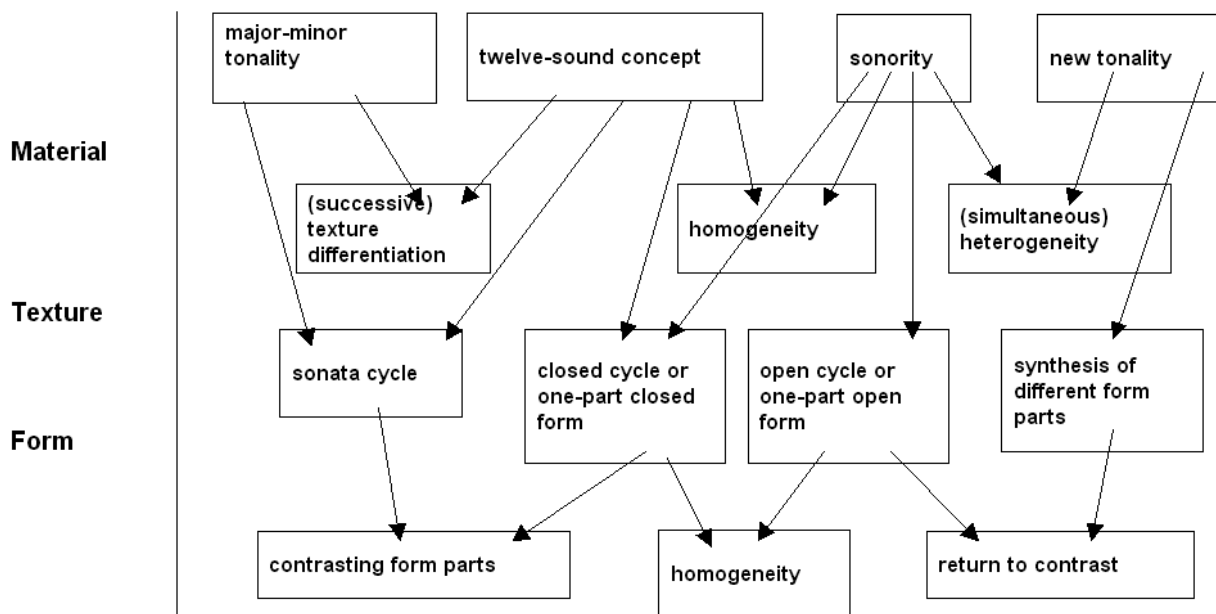 major-minor
tonality
twelve-sound concept
sonority
new tonality
Material
(successive)
texture
differentiation
homogeneity
(simultaneous)
heterogeneity
Texture
sonata cycle
closed cycle or
one-part closed
form
open cycle or
one-part open
form
synthesis of
different form
parts
Form
contrasting form parts
homogeneity
return to contrast